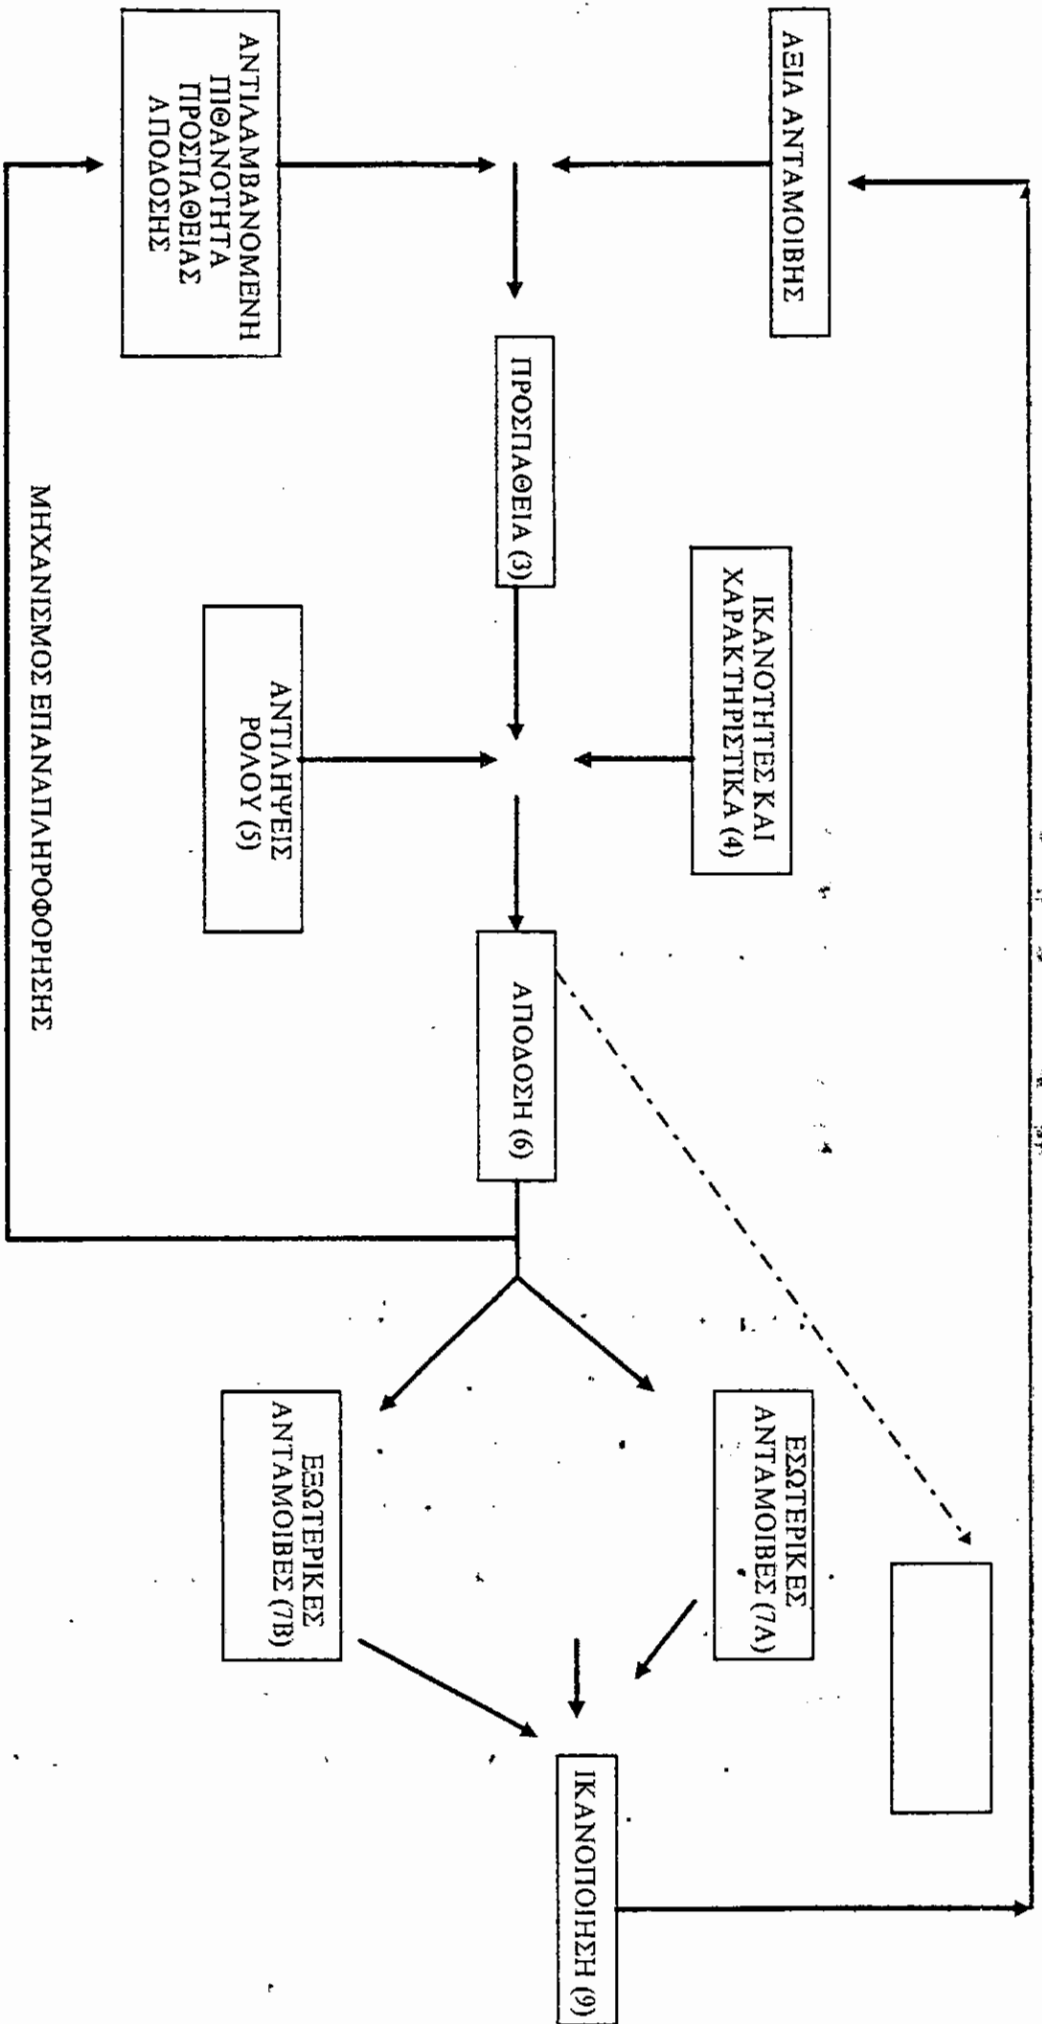 ΑΞΙΑ ΑΝΤΑΜΟΙΒΗΣ
ΑΝΤΙΛΑΜΒΑΝΟΜΕΝΗ
ΠΙΘΑΝΟΤΗΤΑ
ΠΡΟΣΠΑΘΕΙΑΣ
ΑΠΟΔΟΣΗΣ
ΠΡΟΣΠΑΘΕΙΑ (3)
ΙΚΑΝΟΤΗΤΕΣ ΚΑΙ
ΧΑΡΑΚΤΗΡΙΣΤΙΚΑ (4)
ΑΝΤΙΛΗΨΕΙΣ
ΡΟΛΟΥ (5)
ΑΠΟΔΟΣΗ (6)
ΕΣΩΤΕΡΙΚΕΣ
ΑΝΤΑΜΟΙΒΕΣ (7Α)
ΕΞΩΤΕΡΙΚΕΣ
ΑΝΤΑΜΟΙΒΕΣ (7Β)
ΙΚΑΝΟΠΟΙΗΣΗ (9)
ΜΗΧΑΝΙΣΜΟΣ ΕΠΑΝΑΠΛΗΡΟΦΟΡΗΣΗΣ